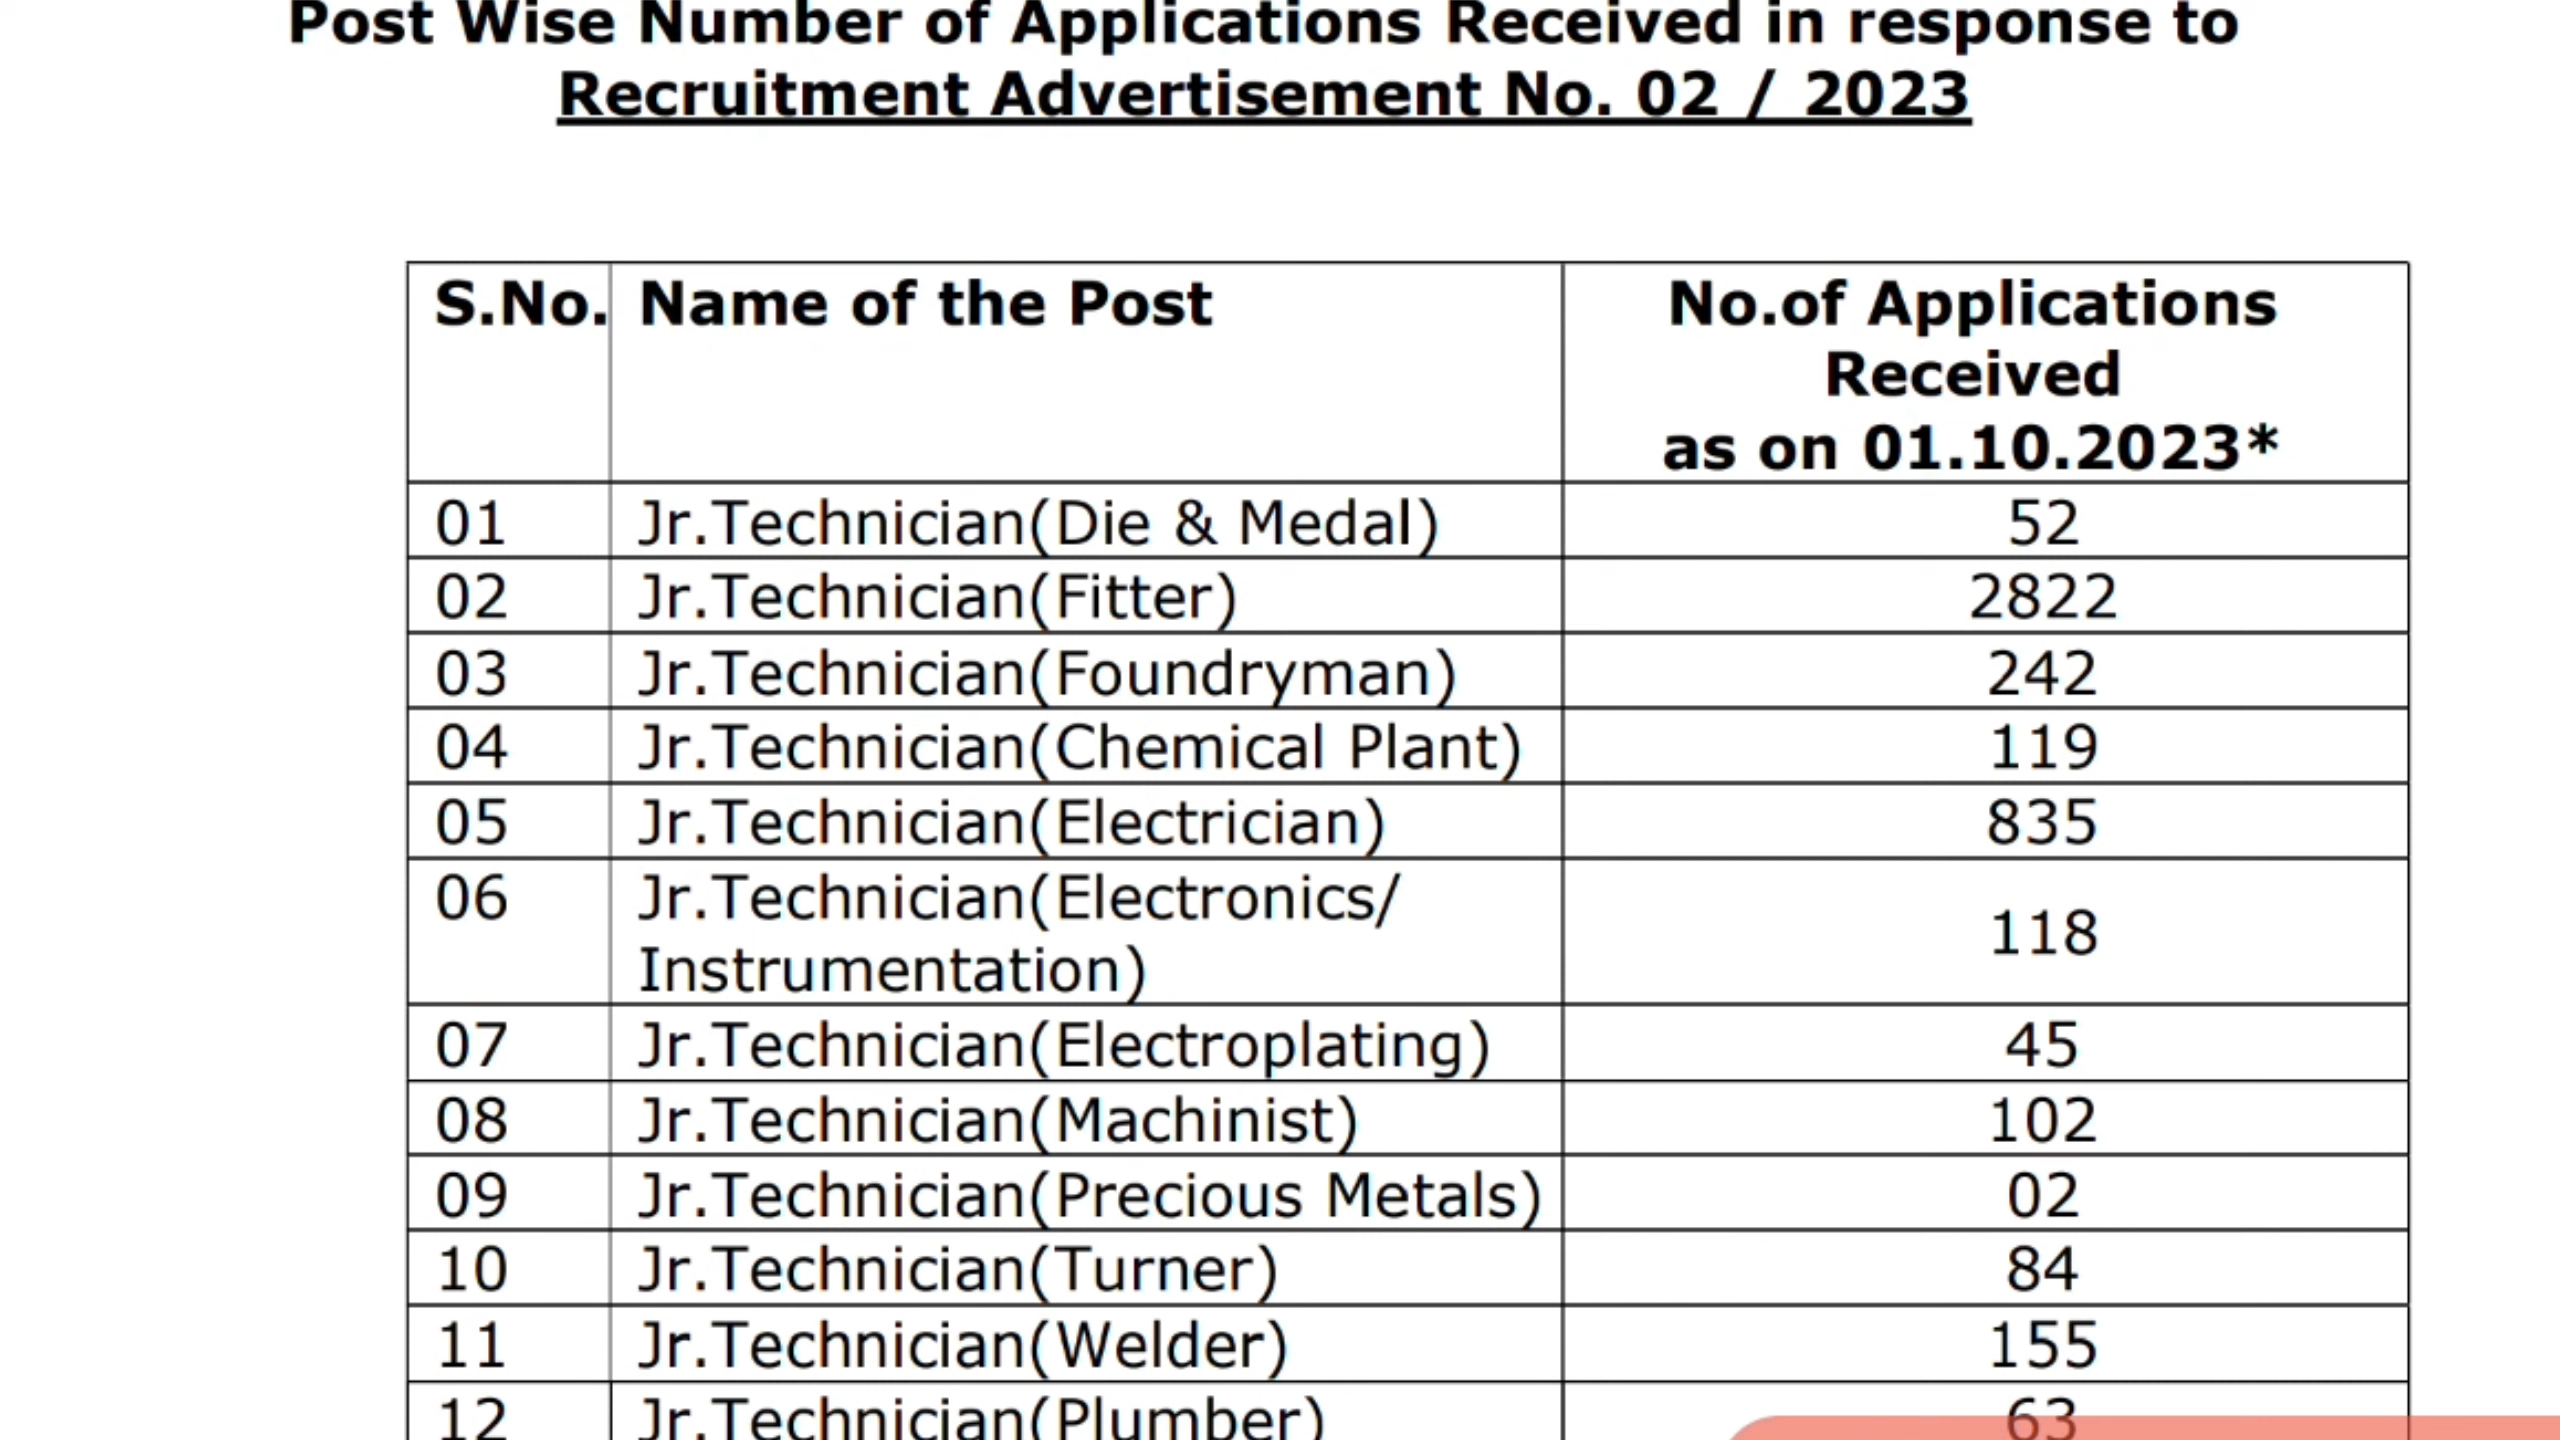 Post Wise Number of Applications Received in response to
Recruitment Advertisement No. 02 / 2023
S.No. Name of the Post No.of Applications
Received
as on 01.10.2023*
01 Jr.Technician(Die & Medal) 52
02 Jr.Technician(Fitter) 2822
03 Jr.Technician(Foundryman) 242
04 Jr.Technician(Chemical Plant) 119
05 Jr.Technician(Electrician) 835
06 Jr.Technician(Electronics/
Instrumentation) 118
07 Jr.Technician(Electroplating) 45
08 Jr.Technician(Machinist) 102
09 Jr.Technician(Precious Metals) 02
10 Jr.Technician(Turner) 84
11 Jr.Technician(Welder) 155
12 Jr.Technician(Plumber) 63